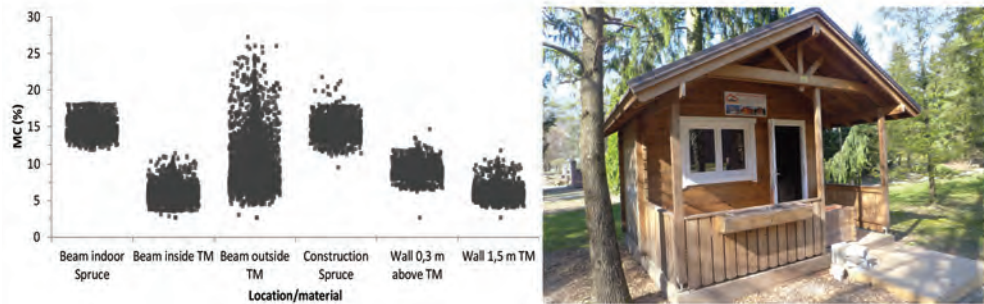 MC (%)
30
25
20
15
10
5
0
Beam indoor
Spruce
Beam inside TM
Beam outside
TM
Construction
Spruce
Wall 0,3 m
above TM
Wall 1,5 m TM
Location/material